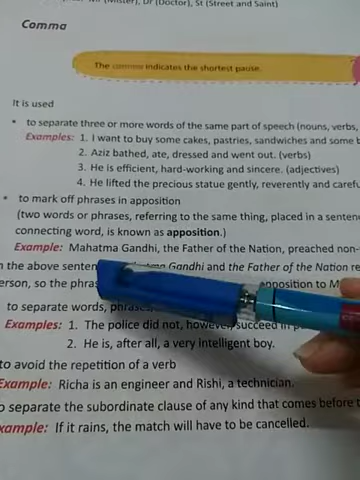 (Mister), Dr (Doctor), St (Street and Saint)
Comma
The comma indicates the shortest pause.
It is used
• to separate three or more words of the same part of speech (nouns, verbs,
Examples: 1. I want to buy some cakes, pastries, sandwiches and some
2. Aziz bathed, ate, dressed and went out. (verbs)
3. He is efficient, hard-working and sincere. (adjectives)
4. He lifted the precious statue gently, reverently and
• to mark off phrases in apposition
(two words or phrases, referring to the same thing, placed in a
connecting word, is known as apposition.)
Example: Mahatma Gandhi, the Father of the Nation, preached non-
the above Gandhi and the Father of the Nation
so the pposition to
to separate words,
Examples: 1. The police did not, however, succeed in
2. He is, after all, a very intelligent boy.
to avoid the repetition of a verb
Example: Richa is an engineer and Rishi, a technician.
separate the subordinate clause of any kind that comes before
xample: If it rains, the match will have to be cancelled.